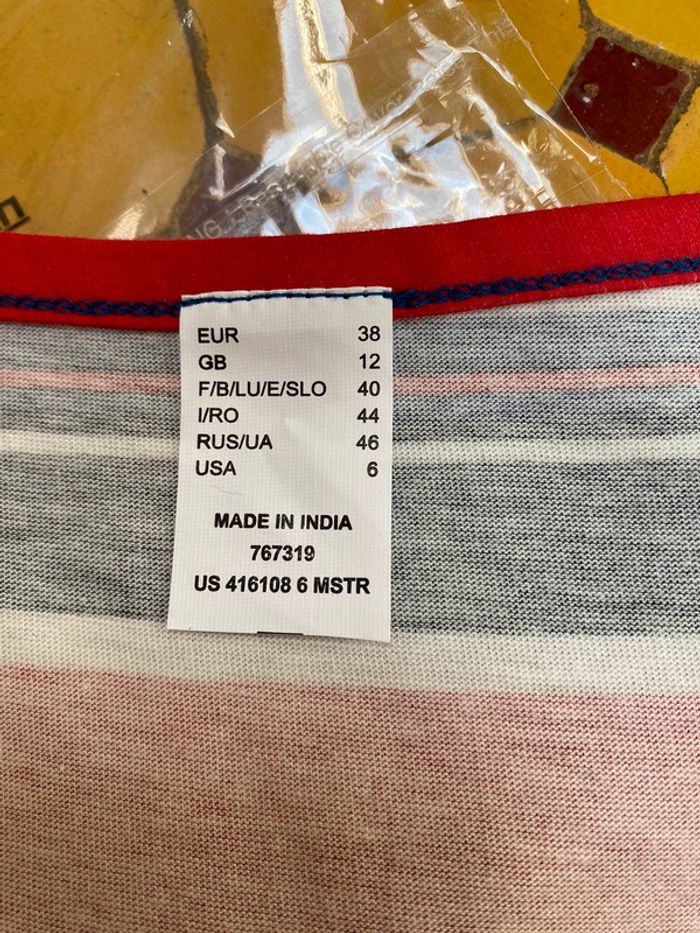 EUR 38
GB 12
F/B/LU/E/SLO 40
I/RO 44
RUS/UA 46
USA 6
MADE IN INDIA
767319
US 416108 6 MSTR